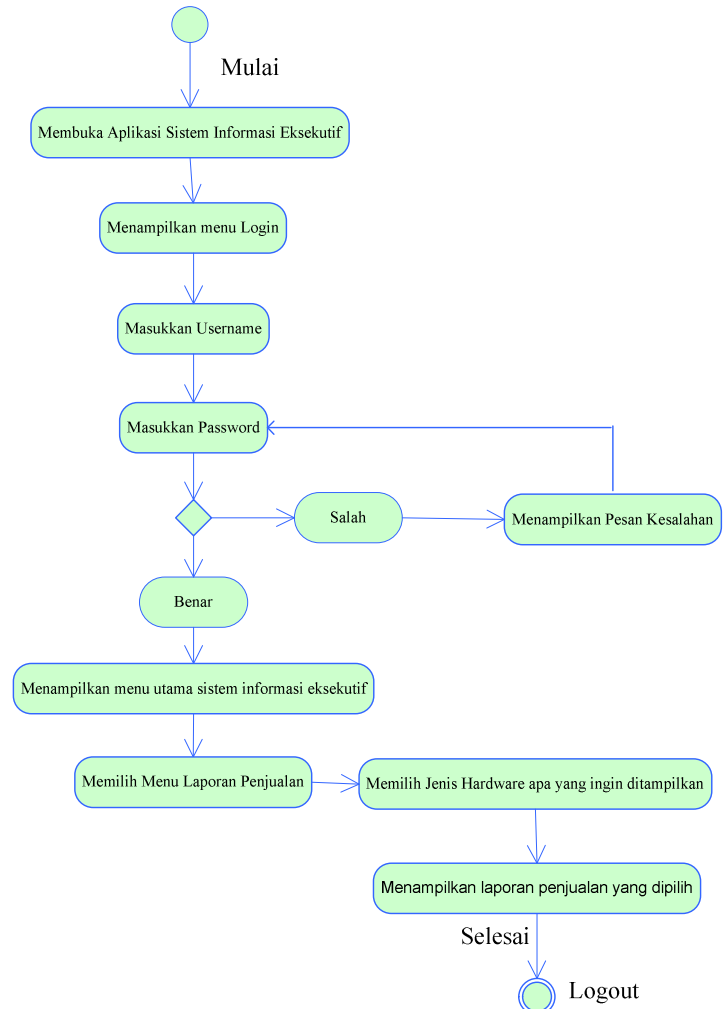 Mulai
Membuka Aplikasi Sistem Informasi Eksekutif
Menampilkan menu Login
Masukkan Username
Masukkan Password
Salah
Menampilkan Pesan Kesalahan
Benar
Menampilkan menu utama sistem informasi eksekutif
Memilih Menu Laporan Penjualan
Memilih Jenis Hardware apa yang ingin ditampilkan
Menampilkan laporan penjualan yang dipilih
Selesai
Logout